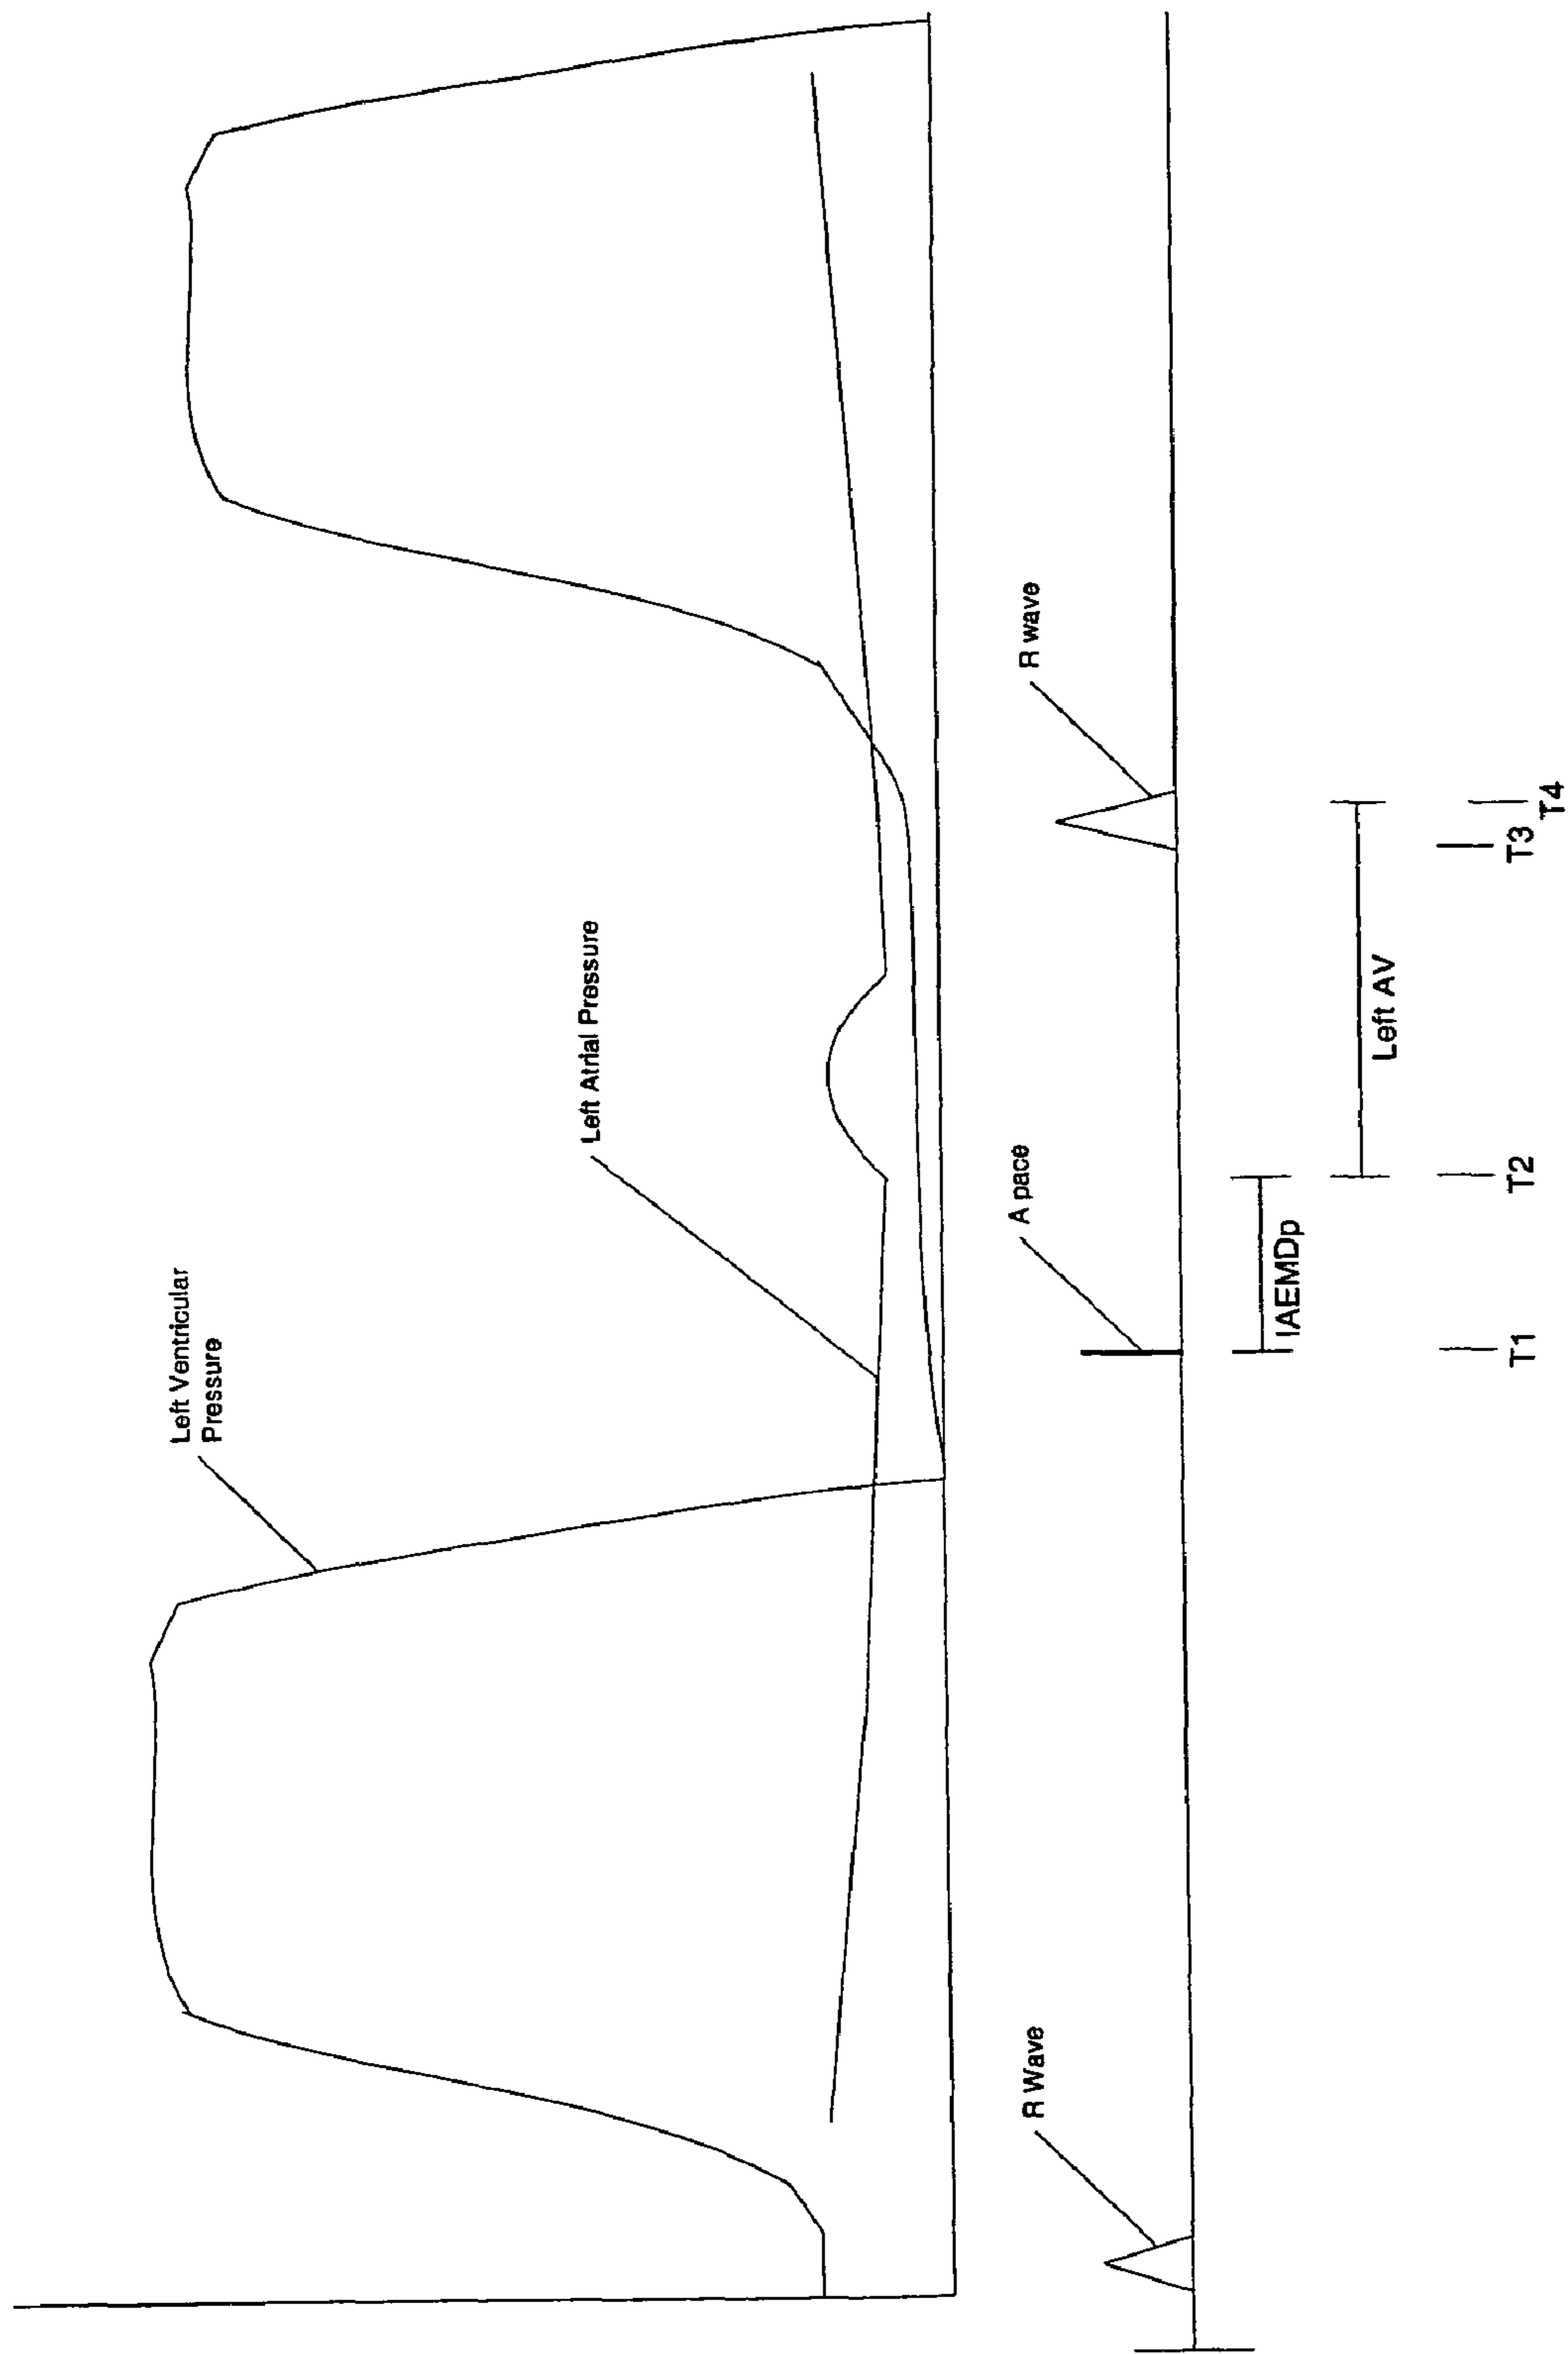 Left Ventricular
Pressure
Left Atrial Pressure
R Wave
A pace
R wave
IAEMDp
Left AV
T1
T2
T3
T4